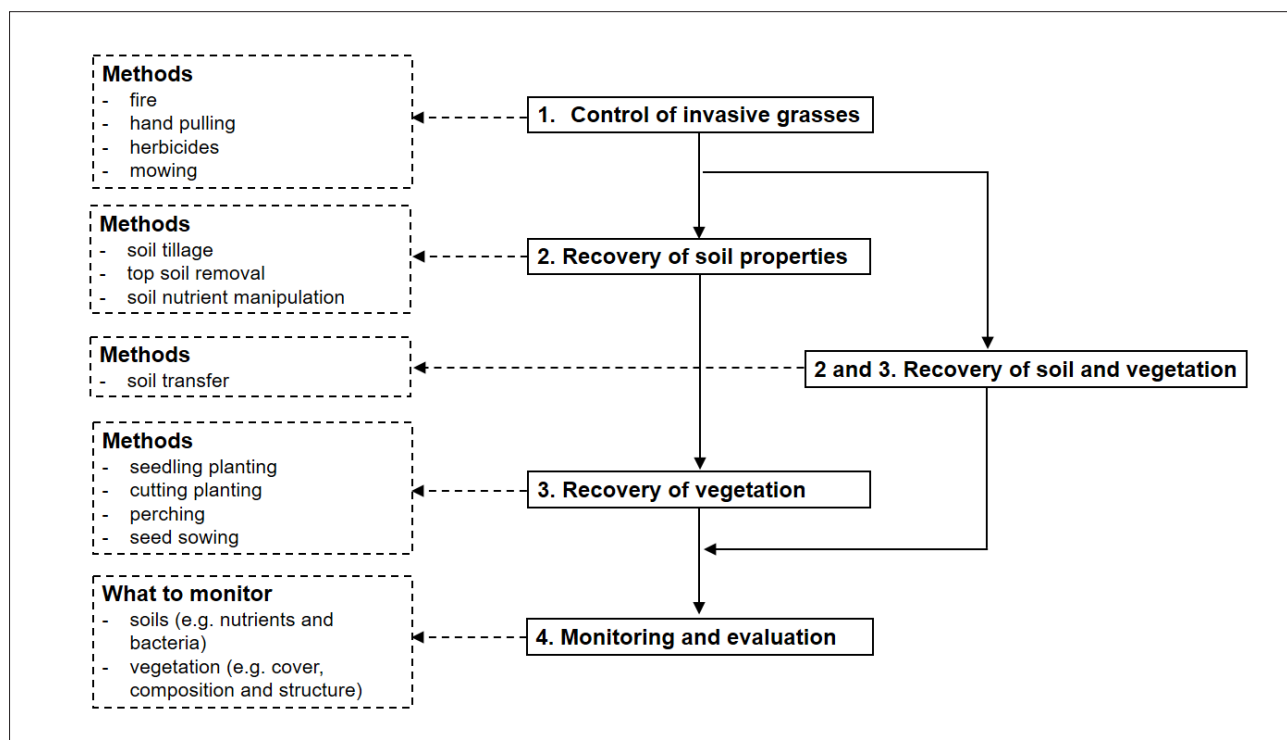 Methods
- fire
- hand pulling
- herbicides
- mowing
1. Control of invasive grasses
Methods
- soil tillage
- top soil removal
- soil nutrient manipulation
2. Recovery of soil properties
Methods
- soil transfer
2 and 3. Recovery of soil and vegetation
Methods
- seedling planting
- cutting planting
- perching
- seed sowing
3. Recovery of vegetation
What to monitor
- soils (e.g. nutrients and
bacteria)
- vegetation (e.g. cover,
composition and structure)
4. Monitoring and evaluation